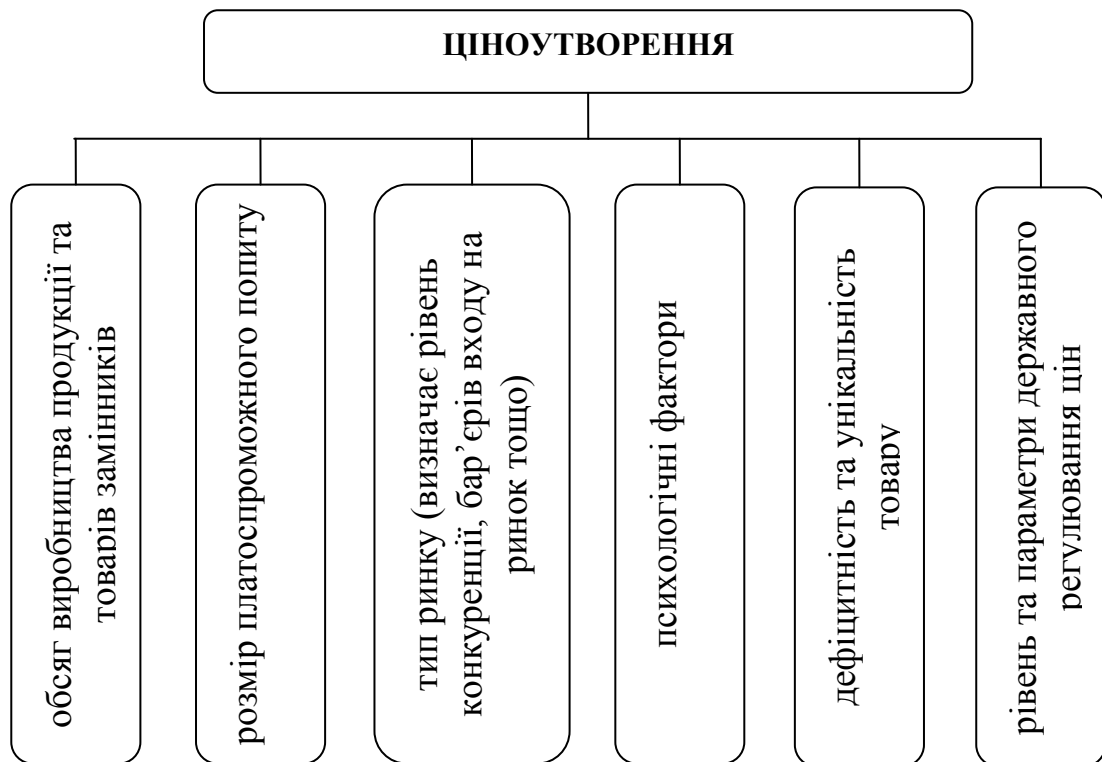 ЦІНОУТВОРЕННЯ
обсяг виробництва продукції та
товарів замінників
розмір платоспроможного попиту
тип ринку (визначає рівень
конкуренції, бар’єрів входу на
ринок тощо)
психологічні фактори
дефіцитність та унікальність
товару
рівень та параметри державного
регулювання цін